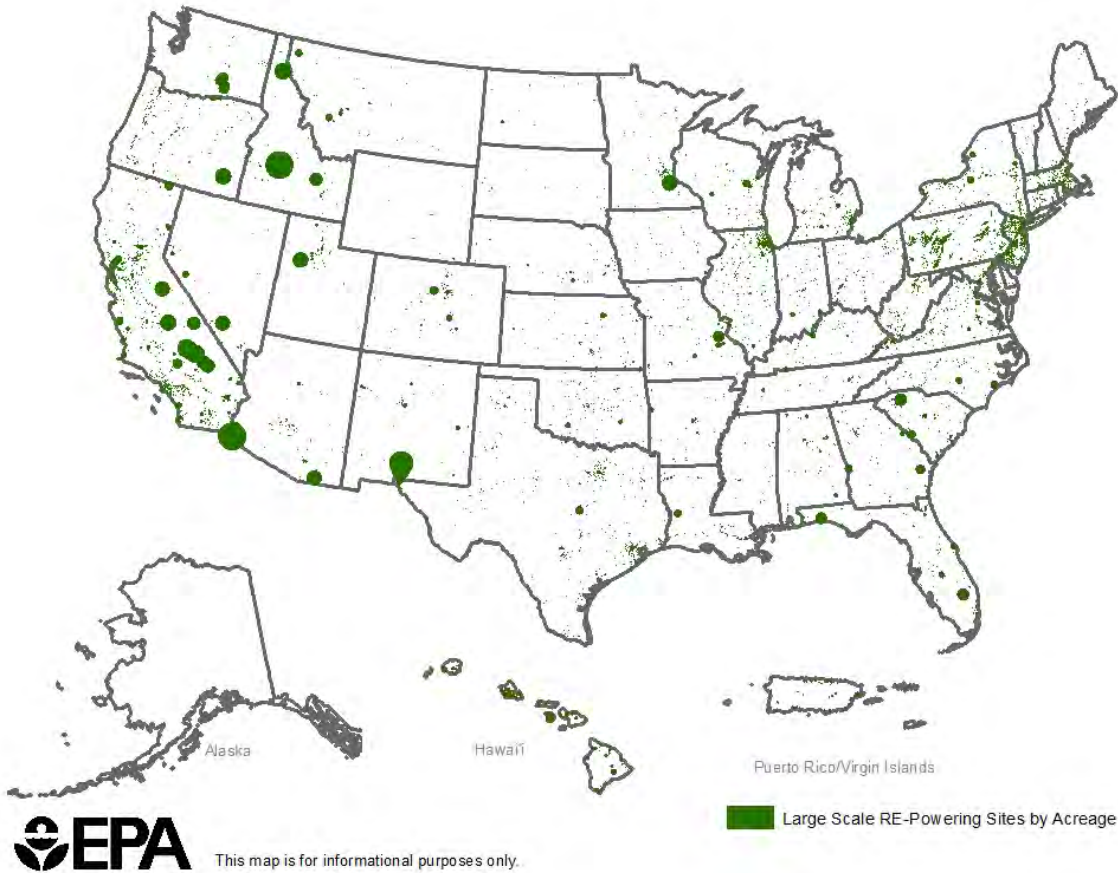 Alaska
Hawai'i
Puerto Rico/Virgin Islands
Large Scale RE-Powering Sites by Acreage
EPA
This map is for informational purposes only.